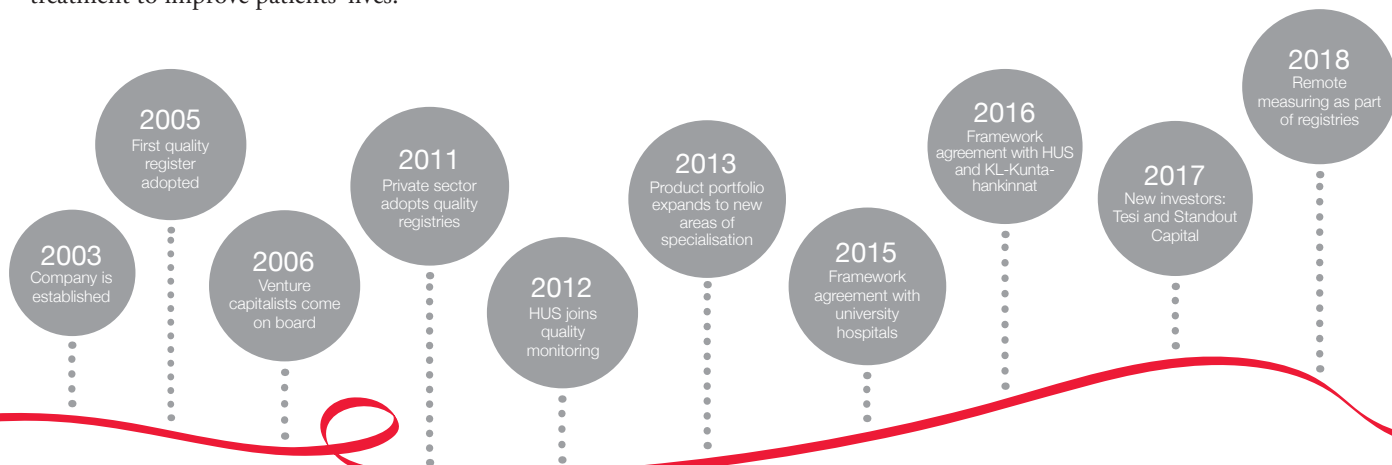 treatment to improve patients' lives.
2003
Company is
established
2005
First quality
register
adopted
2006
Venture
capitalists come
on board
2011
Private sector
adopts quality
registries
2012
HUS joins
quality
monitoring
2013
Product portfolio
expands to new
areas of
specialisation
2015
Framework
agreement with
university
hospitals
2016
Framework
agreement with HUS
and KL-Kunta-
hankinnat
2017
New investors:
Tesi and Standout
Capital
2018
Remote
measuring as part
of registries